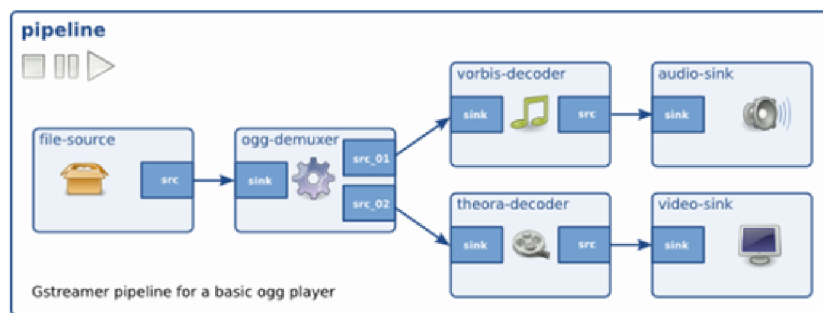 pipeline
file-source
src
ogg-demuxer
sink
src_01
src_02
vorbis-decoder
sink
src
audio-sink
sink
theora-decoder
sink
src
video-sink
sink
Gstreamer pipeline for a basic ogg player